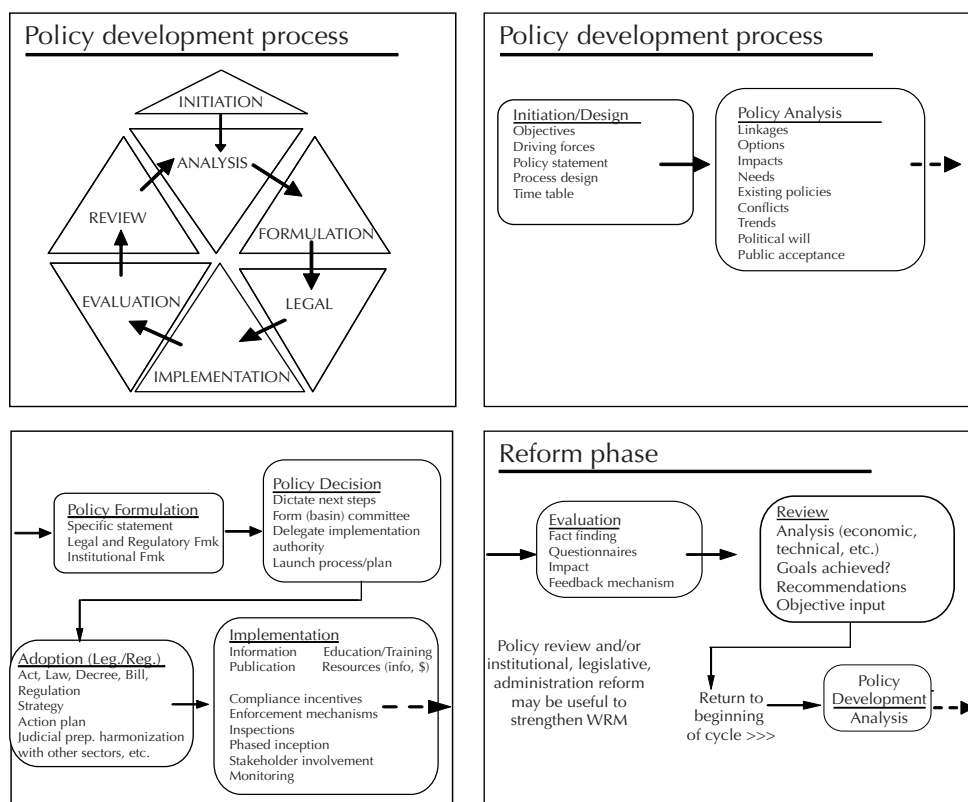 Policy development process
INITIATION
ANALYSIS
REVIEW
FORMULATION
EVALUATION
LEGAL
IMPLEMENTATION
Policy development process
Initiation/Design
Objectives
Driving forces
Policy statement
Process design
Time table
Policy Analysis
Linkages
Options
Impacts
Needs
Existing policies
Conflicts
Trends
Political will
Public acceptance
Policy Formulation
Specific statement
Legal and Regulatory Fmk
Institutional Fmk
Policy Decision
Dictate next steps
Form (basin) committee
Delegate implementation
authority
Launch process/plan
Adoption (Leg./Reg.)
Act, Law, Decree, Bill,
Regulation
Strategy
Action plan
Judicial prep. harmonization
with other sectors, etc.
Implementation
Information Education/Training
Publication Resources (info, $)
Compliance incentives
Enforcement mechanisms
Inspections
Phased inception
Stakeholder involvement
Monitoring
Reform phase
Evaluation
Fact finding
Questionnaires
Impact
Feedback mechanism
Review
Analysis (economic,
technical, etc.)
Goals achieved?
Recommendations
Objective input
Policy review and/or
institutional, legislative,
administration reform
may be useful to
strengthen WRM
Return to
beginning
of cycle >>>
Policy
Development
Analysis